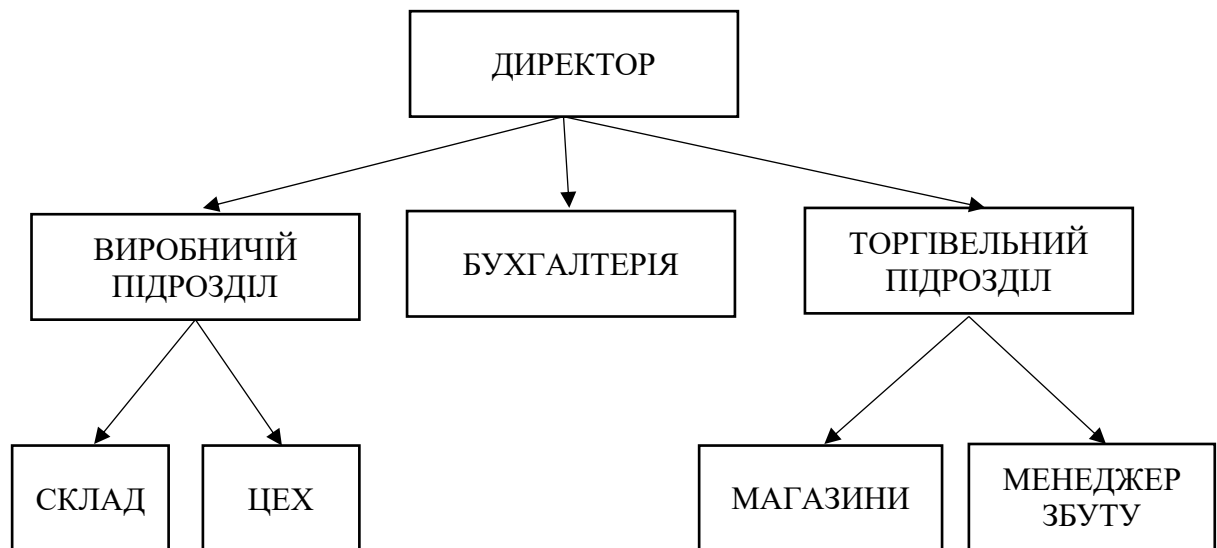 ДИРЕКТОР
ВИРОБНИЧІЙ
ПІДРОЗДІЛ
БУХГАЛТЕРІЯ
ТОРГІВЕЛЬНИЙ
ПІДРОЗДІЛ
СКЛАД
ЦЕХ
МАГАЗИНИ
МЕНЕДЖЕР
ЗБУТУ